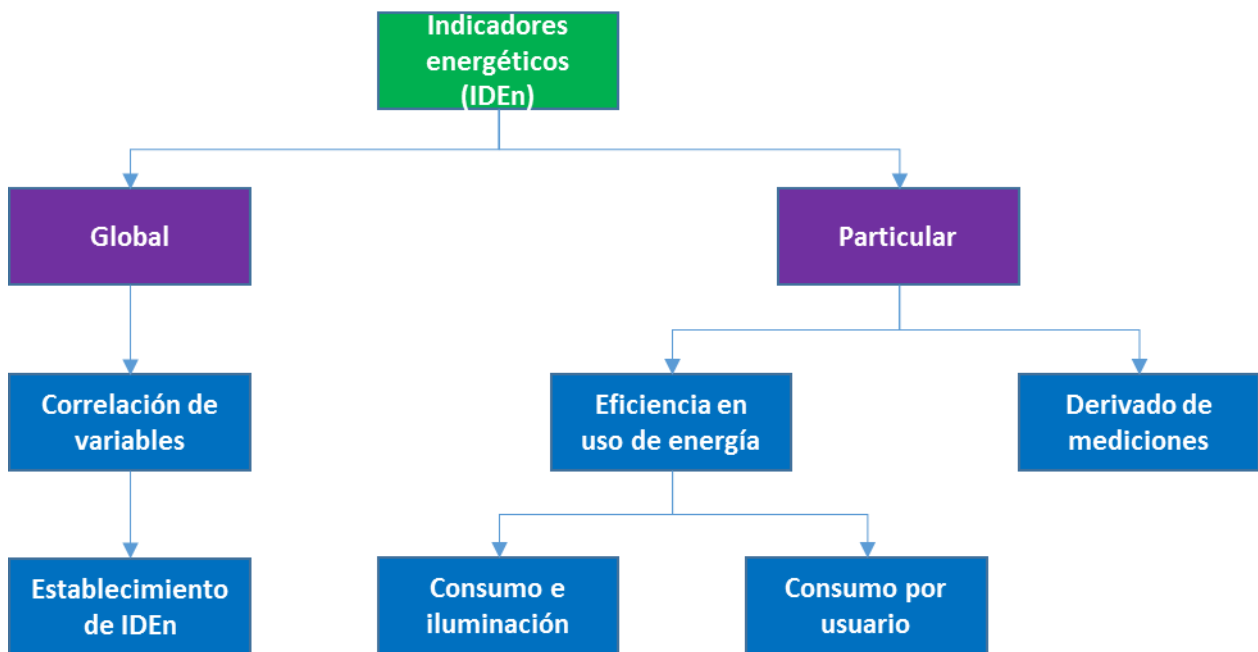 Indicadores
energéticos
(IDEn)
Global
Particular
Correlación de
variables
Eficiencia en
uso de energía
Derivado de
mediciones
Establecimiento
de IDEn
Consumo e
iluminación
Consumo por
usuario